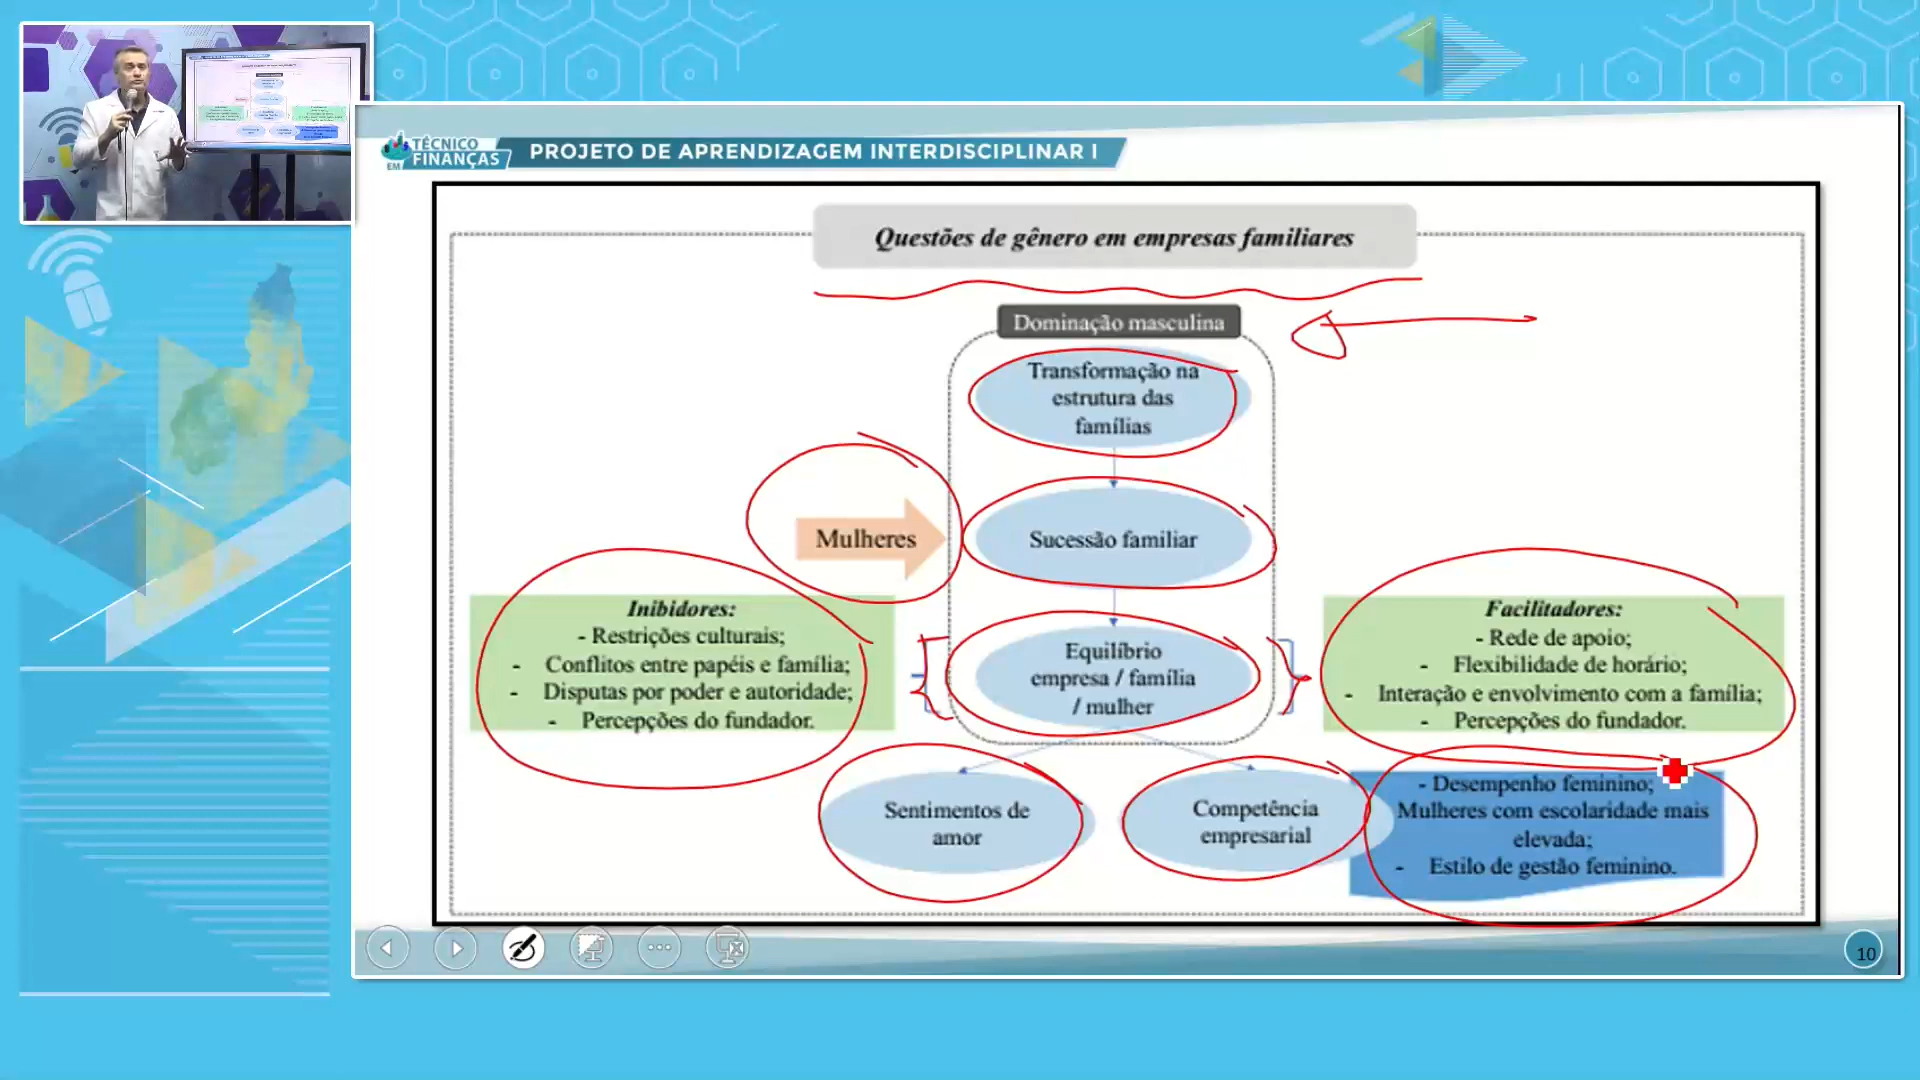 TÉCNICO
EM FINANÇAS
PROJETO DE APRENDIZAGEM INTERDISCIPLINAR I
Questões de gênero em empresas familiares
Dominação masculina
Transformação na
estrutura das
famílias
Mulheres
Sucessão familiar
Inibidores:
- Restrições culturais;
- Conflitos entre papéis e família;
- Disputas por poder e autoridade;
- Percepções do fundador.
Equilíbrio
empresa / família
/ mulher
Facilitadores:
- Rede de apoio;
- Flexibilidade de horário;
- Interação e envolvimento com a família;
- Percepções do fundador.
Sentimentos de
amor
Competência
empresarial
- Desempenho feminino;
Mulheres com escolaridade mais
elevada;
- Estilo de gestão feminino.
10